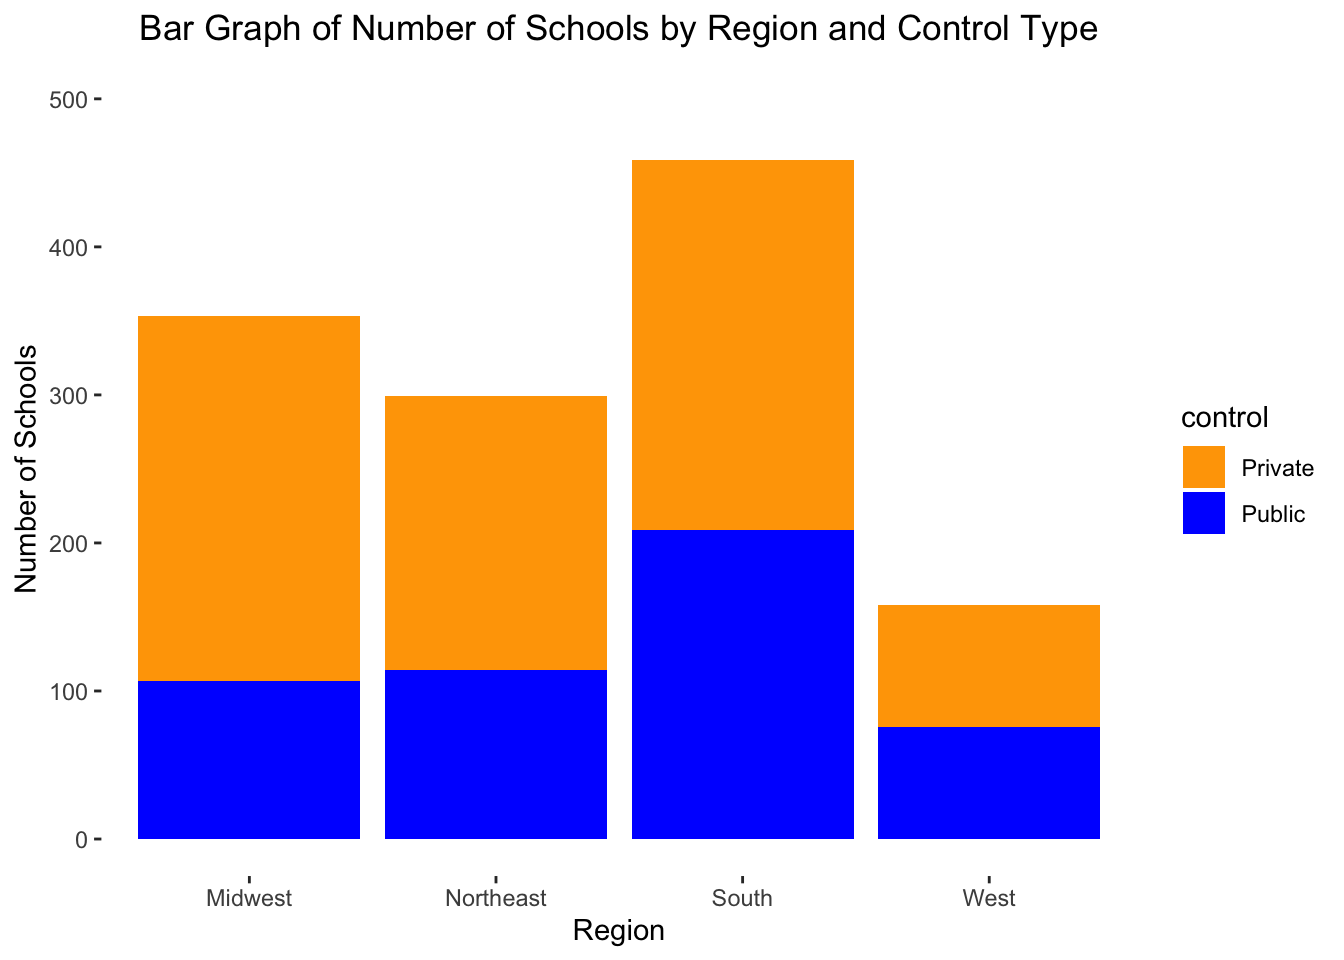 Bar Graph of Number of Schools by Region and Control Type
500
400
300
200
100
0
Number of Schools
Midwest
Northeast
South
West
Region
control
Private
Public